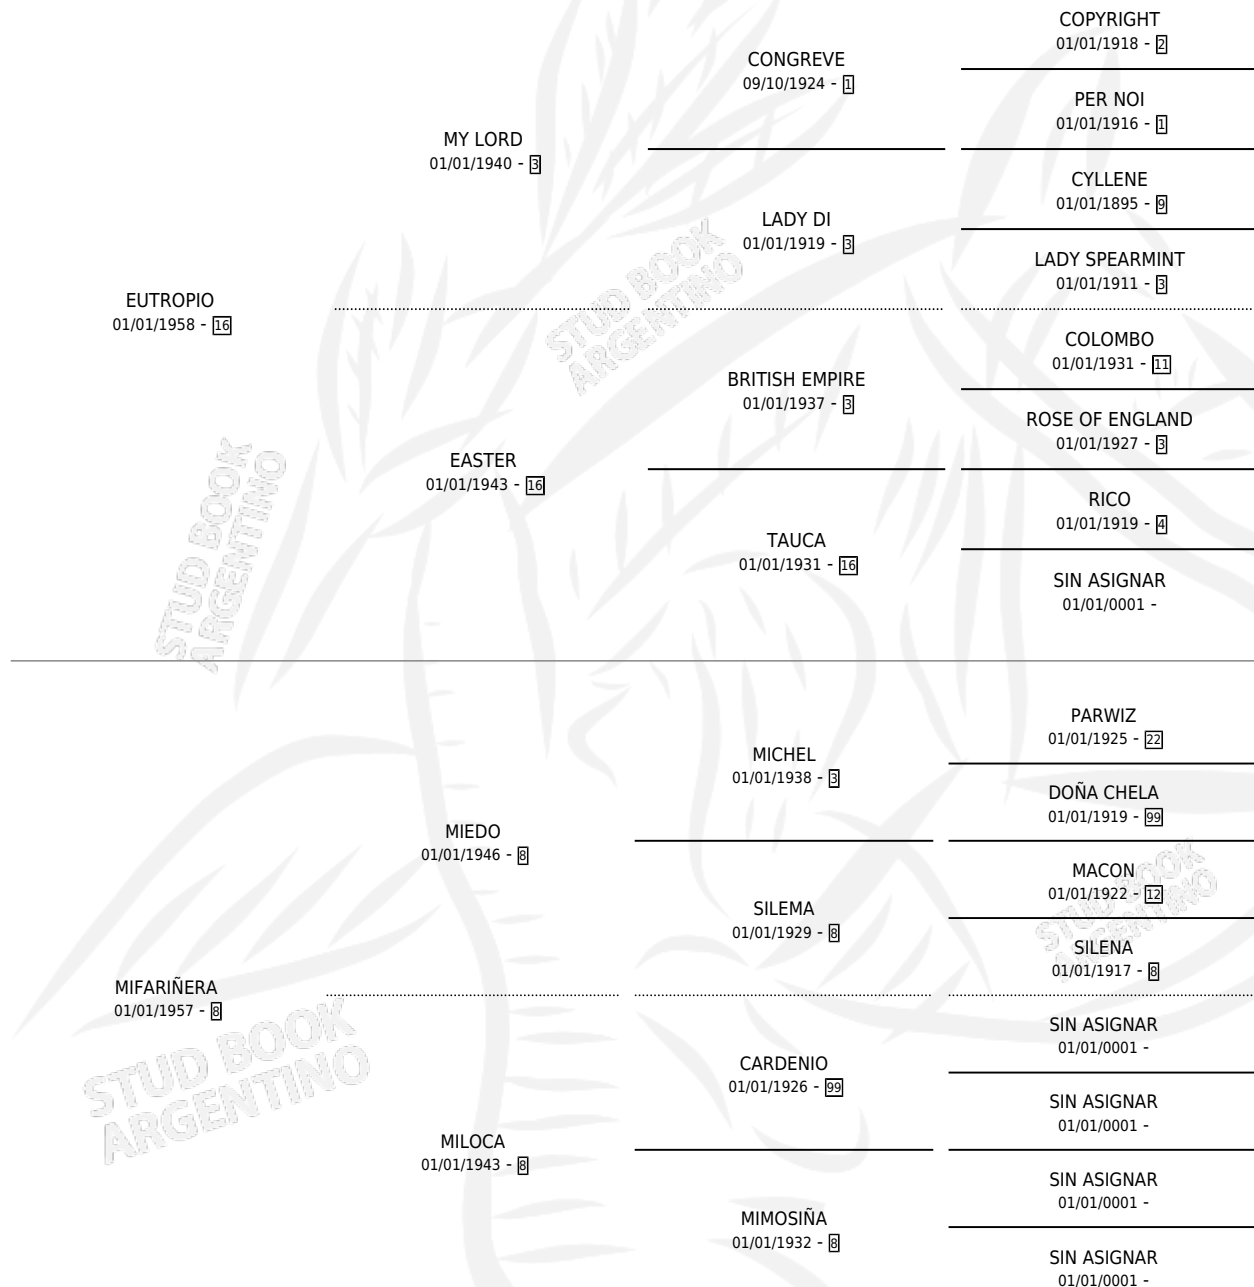 COPYRIGHT
01/01/1918 - 2
CONGREVE
09/10/1924 - 1
PER NOI
01/01/1916 - 1
MY LORD
01/01/1940 - 3
CYLLENE
01/01/1895 - 9
LADY DI
01/01/1919 - 3
LADY SPEARMINT
01/01/1911 - 3
EUTROPIO
01/01/1958 - 16
COLOMBO
01/01/1931 - 11
BRITISH EMPIRE
01/01/1937 - 3
ROSE OF ENGLAND
01/01/1927 - 3
EASTER
01/01/1943 - 16
RICO
01/01/1919 - 4
TAUCA
01/01/1931 - 16
SIN ASIGNAR
01/01/0001 -
STUD BOOK
ARGENTINO
STUD BOOK
ARGENTINO
PARWIZ
01/01/1925 - 22
MICHEL
01/01/1938 - 3
DOÑA CHELA
01/01/1919 - 99
MIEDO
01/01/1946 - 8
MACON
01/01/1922 - 12
SILEMA
01/01/1929 - 8
SILENA
01/01/1917 - 8
STUD BOOK
ARGENTINO
MIFARIÑERA
01/01/1957 - 8
SIN ASIGNAR
01/01/0001 -
CARDENIO
01/01/1926 - 99
SIN ASIGNAR
01/01/0001 -
STUD BOOK
ARGENTINO
MILOCA
01/01/1943 - 8
SIN ASIGNAR
01/01/0001 -
MIMOSIÑA
01/01/1932 - 8
SIN ASIGNAR
01/01/0001 -